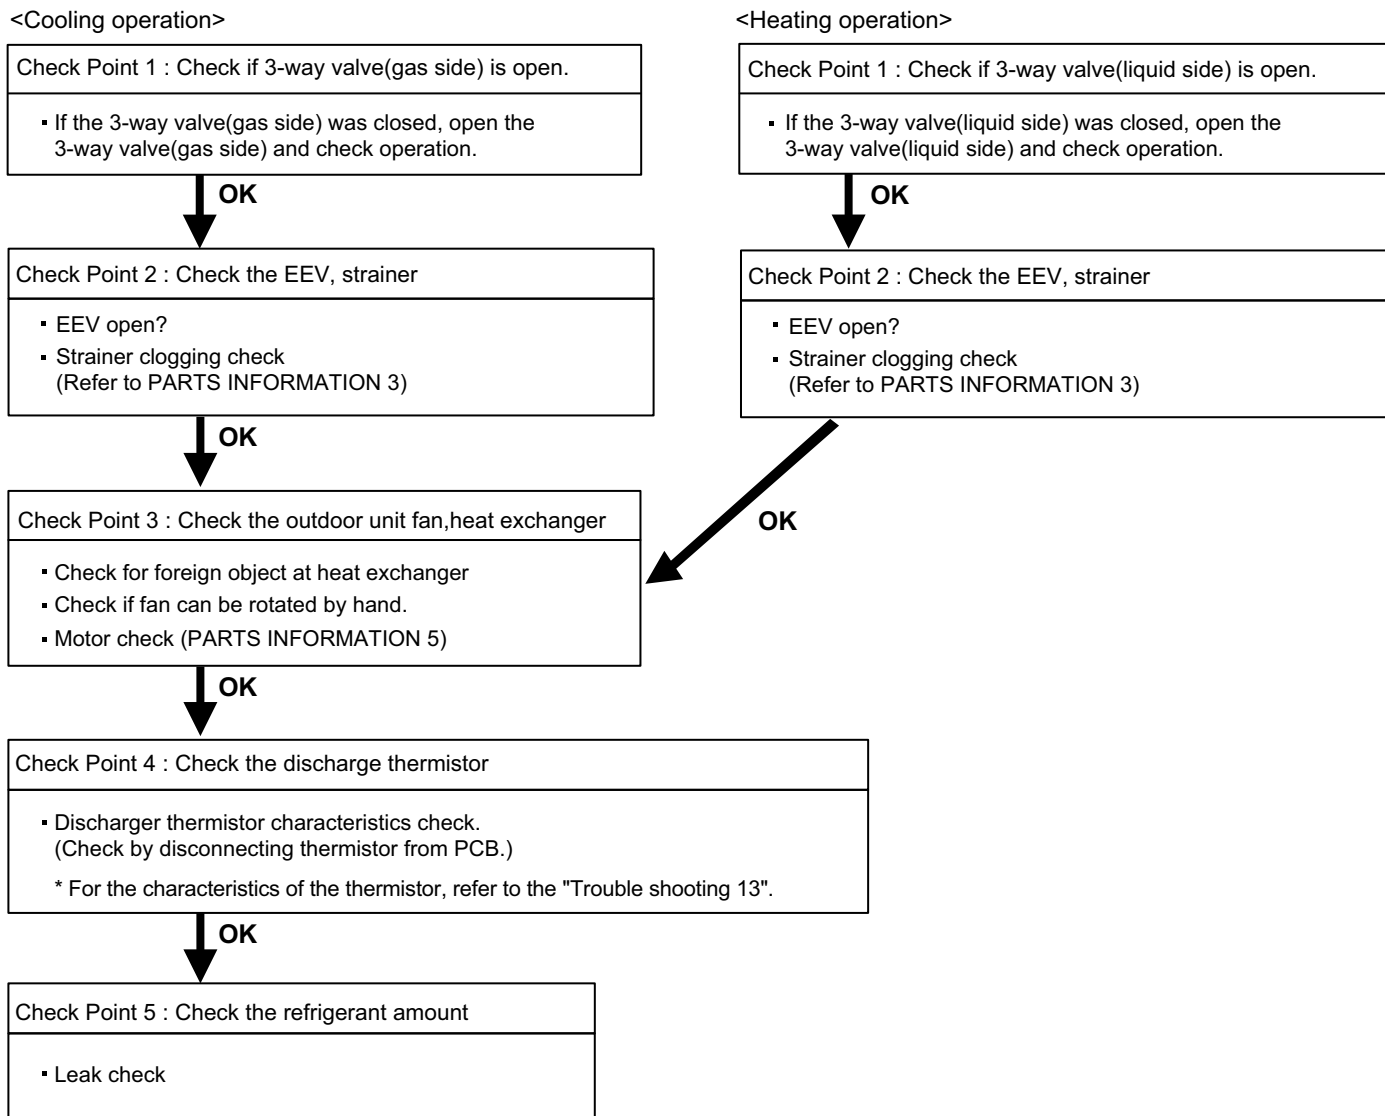 <Cooling operation>
Check Point 1 : Check if 3-way valve(gas side) is open.
▪ If the 3-way valve(gas side) was closed, open the
3-way valve(gas side) and check operation.
OK
Check Point 2 : Check the EEV, strainer
▪ EEV open?
▪ Strainer clogging check
(Refer to PARTS INFORMATION 3)
OK
<Heating operation>
Check Point 1 : Check if 3-way valve(liquid side) is open.
▪ If the 3-way valve(liquid side) was closed, open the
3-way valve(liquid side) and check operation.
OK
Check Point 2 : Check the EEV, strainer
▪ EEV open?
▪ Strainer clogging check
(Refer to PARTS INFORMATION 3)
OK
Check Point 3 : Check the outdoor unit fan,heat exchanger
▪ Check for foreign object at heat exchanger
▪ Check if fan can be rotated by hand.
▪ Motor check (PARTS INFORMATION 5)
OK
Check Point 4 : Check the discharge thermistor
▪ Discharger thermistor characteristics check.
(Check by disconnecting thermistor from PCB.)
* For the characteristics of the thermistor, refer to the "Trouble shooting 13".
OK
Check Point 5 : Check the refrigerant amount
▪ Leak check